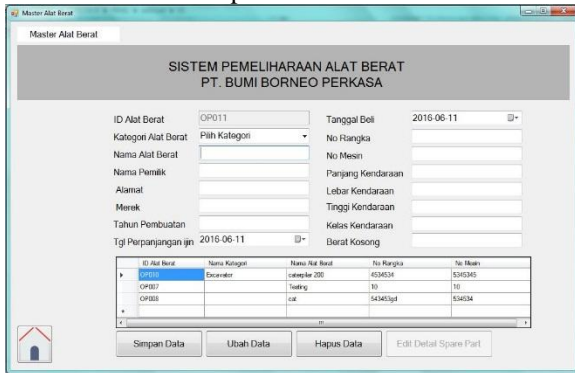 Master Alat Berat
Master Alat Berat
SISTEM PEMELIHARAAN ALAT BERAT
PT. BUMI BORNEO PERKASA
ID Alat Berat OP011 Tanggal Beli 2016-06-11
Kategori Alat Berat Pilih Kategori No Rangka
Nama Alat Berat No Mesin
Nama Pemilik Panjang Kendaraan
Alamat Lebar Kendaraan
Merek Tinggi Kendaraan
Tahun Pembuatan Kelas Kendaraan
Tgl Perpanjangan ijin 2016-06-11 Berat Kosong
ID Alat Berat Nama Kategori Nama Alat Berat No Rangka No Mesin
OP010 Excavator caterpiler 200 4534534 5345345
OP007 Testing 10 10
OP008 cat 543453gd 534534
Simpan Data Ubah Data Hapus Data Edit Detail Spare Part